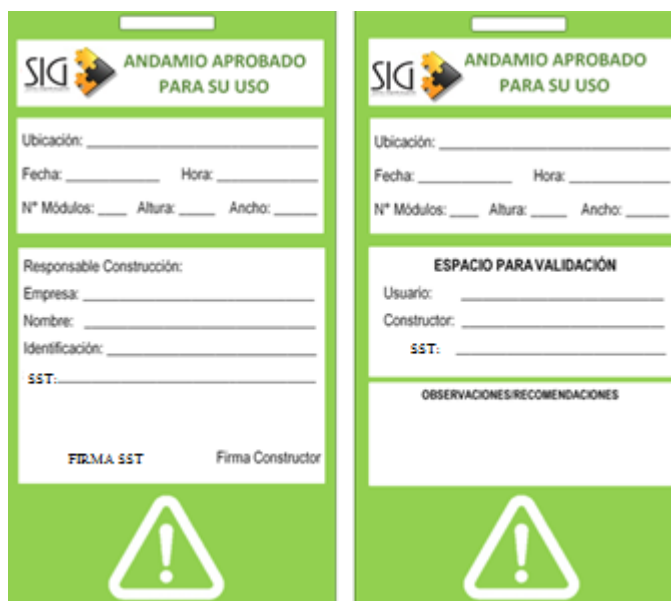 SIG
ANDAMIO APROBADO
PARA SU USO
Ubicación:
Fecha: Hora:
N° Módulos: Altura: Ancho:
Responsable Construcción:
Empresa:
Nombre:
Identificación:
SST:
FIRMA SST Firma Constructor
SIG
ANDAMIO APROBADO
PARA SU USO
Ubicación:
Fecha: Hora:
N° Módulos: Altura: Ancho:
ESPACIO PARA VALIDACIÓN
Usuario:
Constructor:
SST:
OBSERVACIONES/RECOMENDACIONES